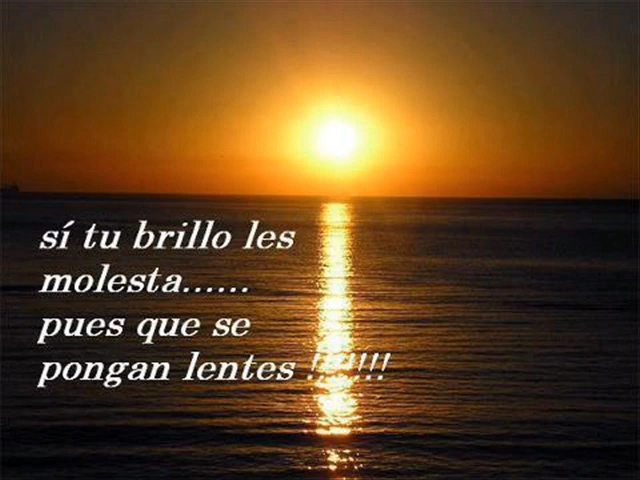 sí tu brillo les
molesta......
pues que se
pongan lentes !!!!!!!